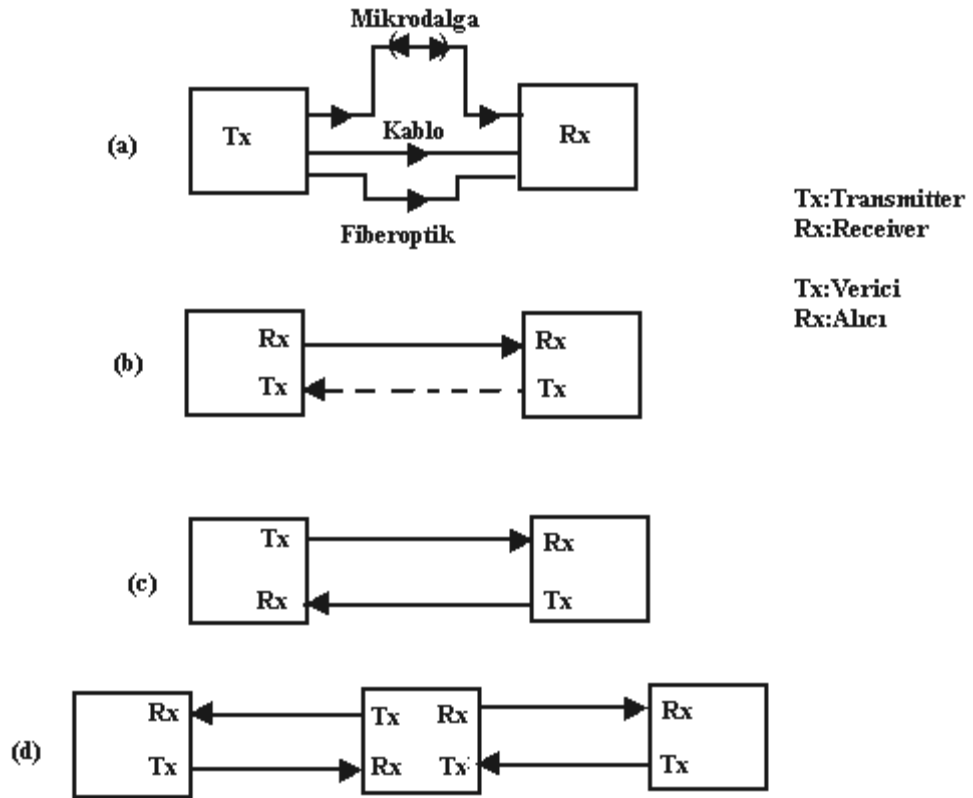 Mikrodalga
(a)
Tx
Kablo
Rx
Fiberoptik
Tx:Transmitter
Rx:Receiver
Tx:Verici
Rx:Alıcı
(b)
Rx
Rx
Tx
Tx
(c)
Tx
Rx
Rx
Tx
(d)
Rx
Tx
Rx
Rx
Tx
Rx
Tx
Tx